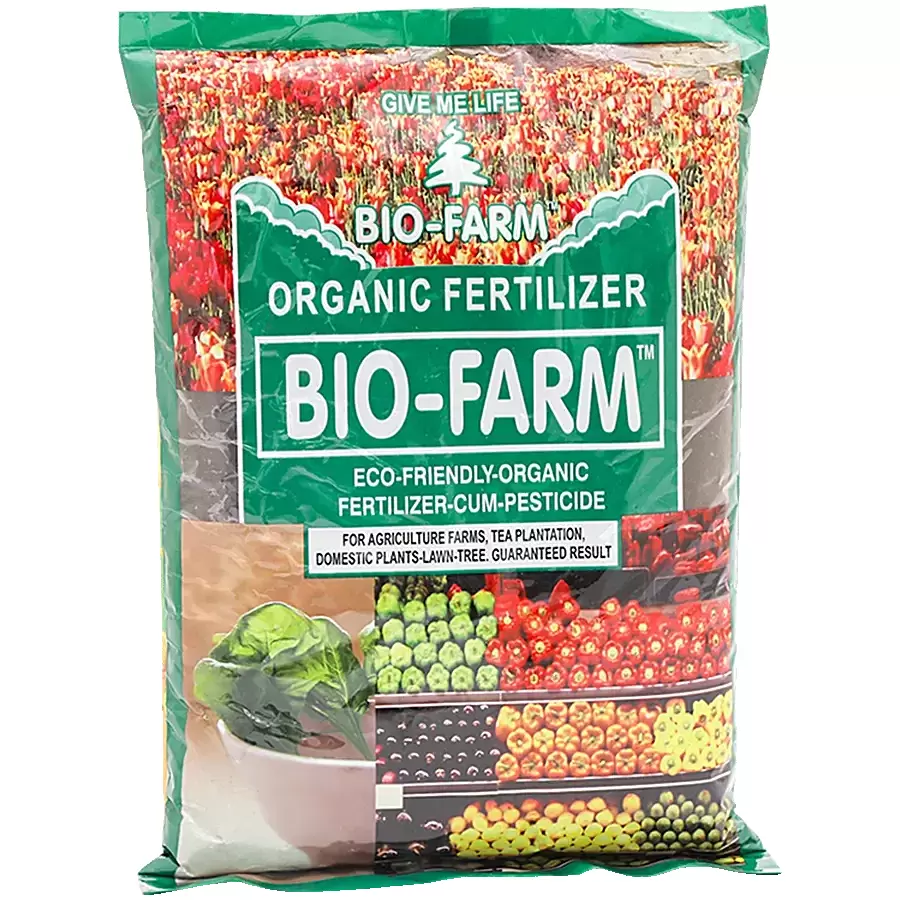 GIVE ME LIFE
BIO-FARM™
ORGANIC FERTILIZER
BIO-FARM™
ECO-FRIENDLY-ORGANIC
FERTILIZER-CUM-PESTICIDE
FOR AGRICULTURE FARMS, TEA PLANTATION,
DOMESTIC PLANTS-LAWN-TREE. GUARANTEED RESULT